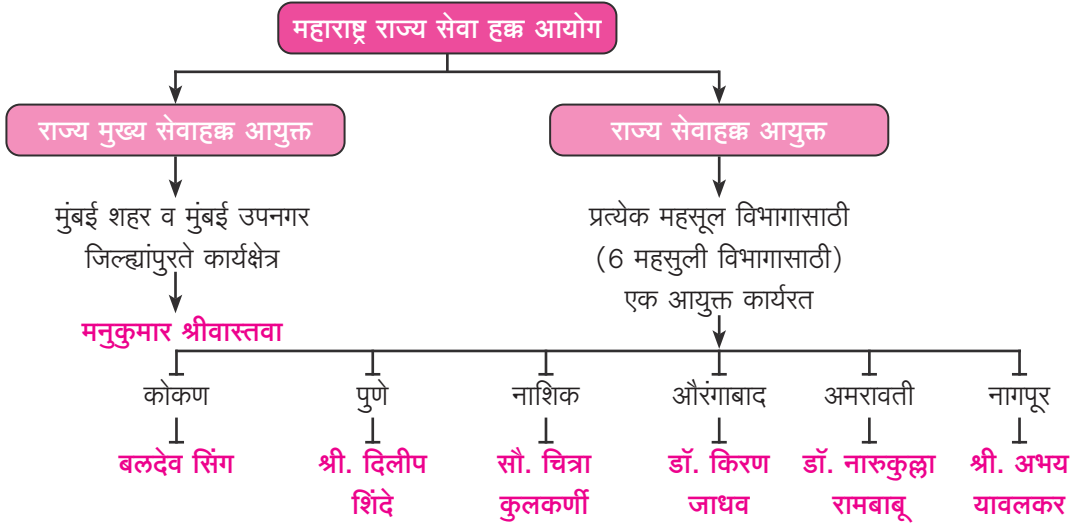 महाराष्ट्र राज्य सेवा हक्क आयोग
राज्य मुख्य सेवाहक्क आयुक्त
राज्य सेवाहक्क आयुक्त
मुंबई शहर व मुंबई उपनगर
जिल्ह्यांपुरते कार्यक्षेत्र
मनुकुमार श्रीवास्तवा
प्रत्येक महसूल विभागासाठी
(6 महसुली विभागासाठी)
एक आयुक्त कार्यरत
कोकण
बलदेव सिंग
पुणे
श्री. दिलीप
शिंदे
नाशिक
सौ. चित्रा
कुलकर्णी
औरंगाबाद
डॉ. किरण
जाधव
अमरावती
डॉ. नारुकुल्ला
रामबाबू
नागपूर
श्री. अभय
यावलकर